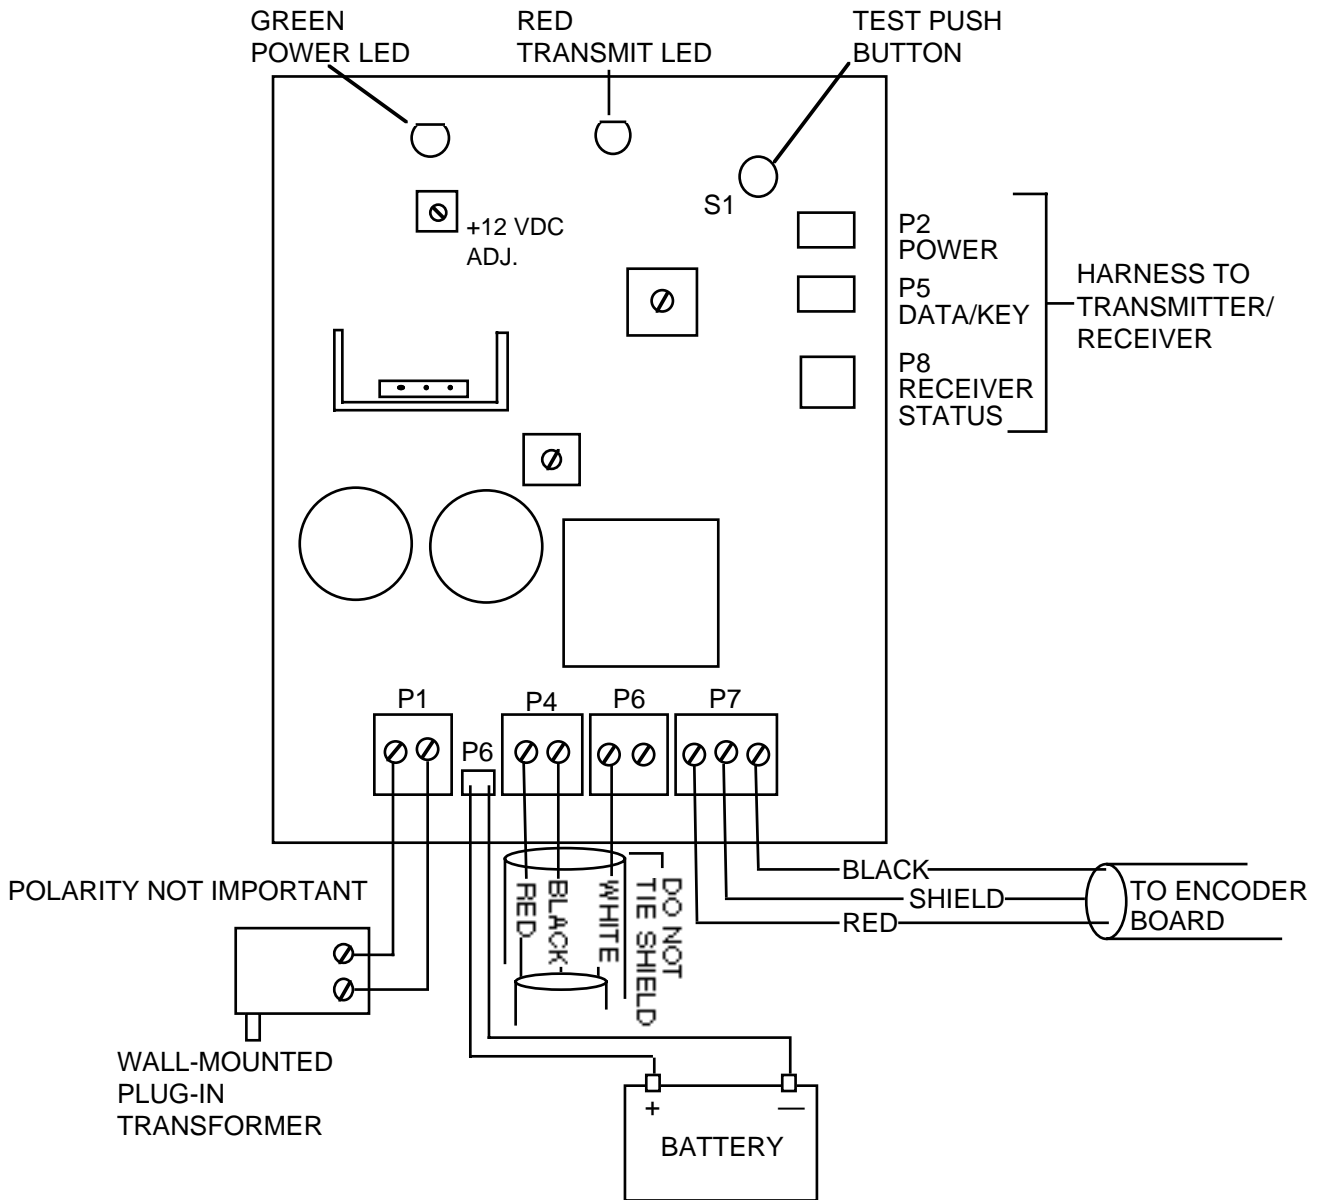 GREEN
POWER LED
RED
TRANSMIT LED
TEST PUSH
BUTTON
S1
+12 VDC
ADJ.
P2
POWER
P5
DATA/KEY
P8
RECEIVER
STATUS
HARNESS TO
TRANSMITTER/
RECEIVER
P1
P6
P4
P6
P7
POLARITY NOT IMPORTANT
RED
BLACK
WHITE
DO NOT
TIE SHIELD
BLACK
SHIELD
RED
TO ENCODER
BOARD
WALL-MOUNTED
PLUG-IN
TRANSFORMER
+ —
BATTERY